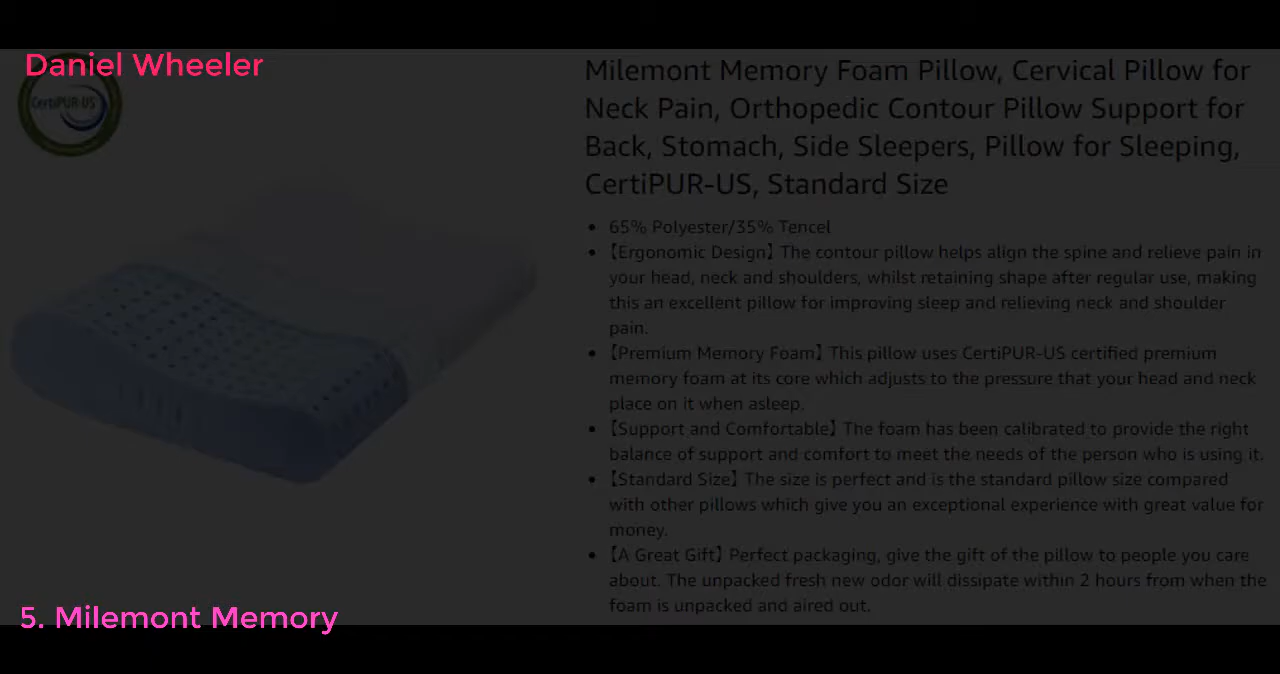 Daniel Wheeler
CertiPUR-US
Milemont Memory Foam Pillow, Cervical Pillow for
Neck Pain, Orthopedic Contour Pillow Support for
Back, Stomach, Side Sleepers, Pillow for Sleeping,
CertiPUR-US, Standard Size
• 65% Polyester/35% Tencel
• 【Ergonomic Design】 The contour pillow helps align the spine and relieve pain in
your head, neck and shoulders, whilst retaining shape after regular use, making
this an excellent pillow for improving sleep and relieving neck and shoulder
pain.
• 【Premium Memory Foam】 This pillow uses CertiPUR-US certified premium
memory foam at its core which adjusts to the pressure that your head and neck
place on it when asleep.
• 【Support and Comfortable】 The foam has been calibrated to provide the right
balance of support and comfort to meet the needs of the person who is using it.
• 【Standard Size】 The size is perfect and is the standard pillow size compared
with other pillows which give you an exceptional experience with great value for
money.
• 【A Great Gift】 Perfect packaging, give the gift of the pillow to people you care
about. The unpacked fresh new odor will dissipate within 2 hours from when the
foam is unpacked and aired out.
5. Milemont Memory